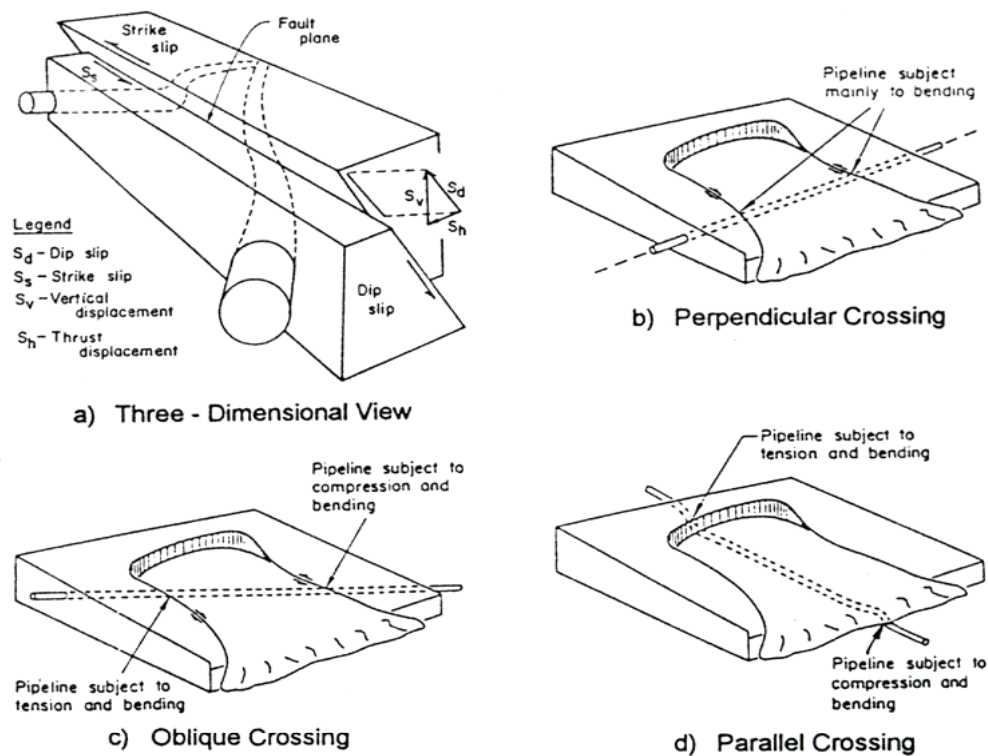 Strike
slip
Fault
plane
Ss
Sv
Sd
Sh
Legend
Sd – Dip slip
Ss – Strike slip
Sv – Vertical
displacement
Sh – Thrust
displacement
Dip
slip
a) Three - Dimensional View
Pipeline subject
mainly to bending
b) Perpendicular Crossing
Pipeline subject to
compression and
bending
Pipeline subject to
tension and bending
c) Oblique Crossing
Pipeline subject to
tension and bending
Pipeline subject to
compression and
bending
d) Parallel Crossing